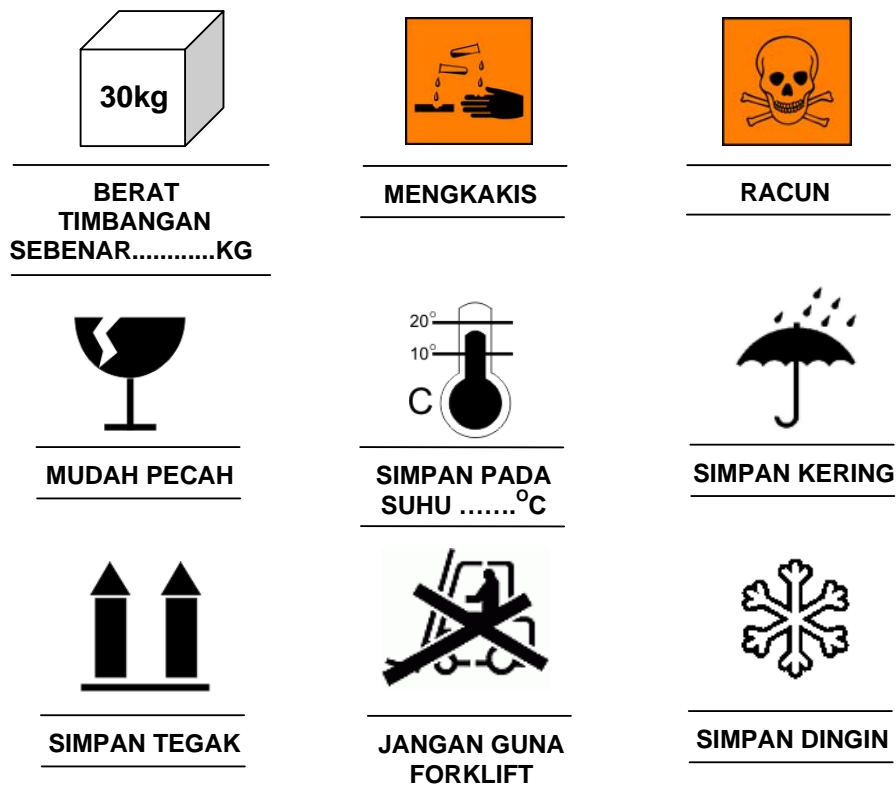 30kg
BERAT
TIMBANGAN
SEBENAR............KG
MENGKAKIS
RACUN
MUDAH PECAH
20°
10°
C
SIMPAN PADA
SUHU .......°C
SIMPAN KERING
SIMPAN TEGAK
JANGAN GUNA
FORKLIFT
SIMPAN DINGIN